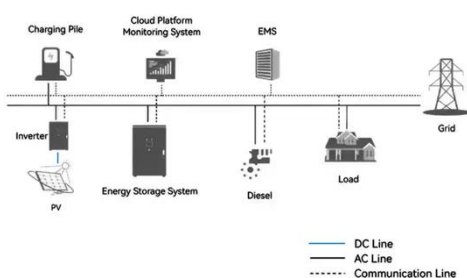 Cloud Platform
Monitoring System
Charging Pile
EMS
Grid
Inverter
PV
Energy Storage System
Diesel
Load
DC Line
AC Line
Communication Line